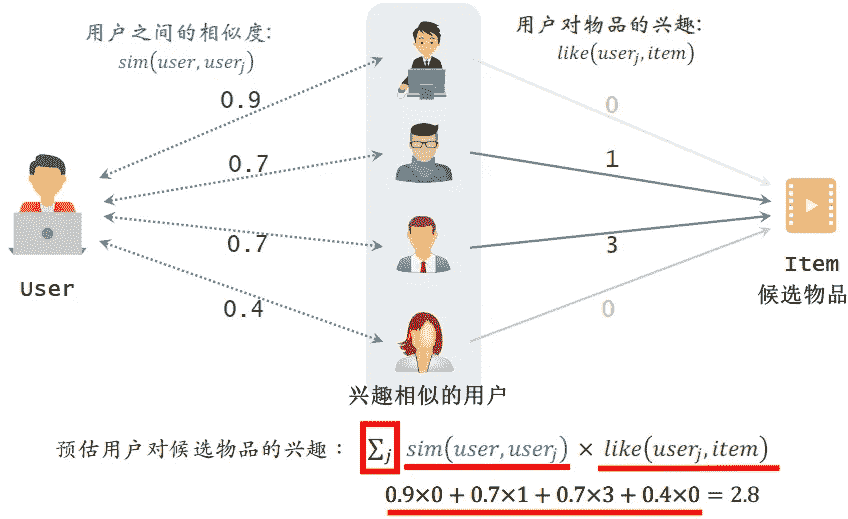 用户之间的相似度:
sim(user, userⱼ)
用户对物品的兴趣:
like(userⱼ, item)
0.9
0
0.7
1
0.7
3
0.4
0
User
Item
候选物品
兴趣相似的用户
预估用户对候选物品的兴趣： ∑ⱼ sim(user, userⱼ) × like(userⱼ, item)
0.9×0 + 0.7×1 + 0.7×3 + 0.4×0 = 2.8